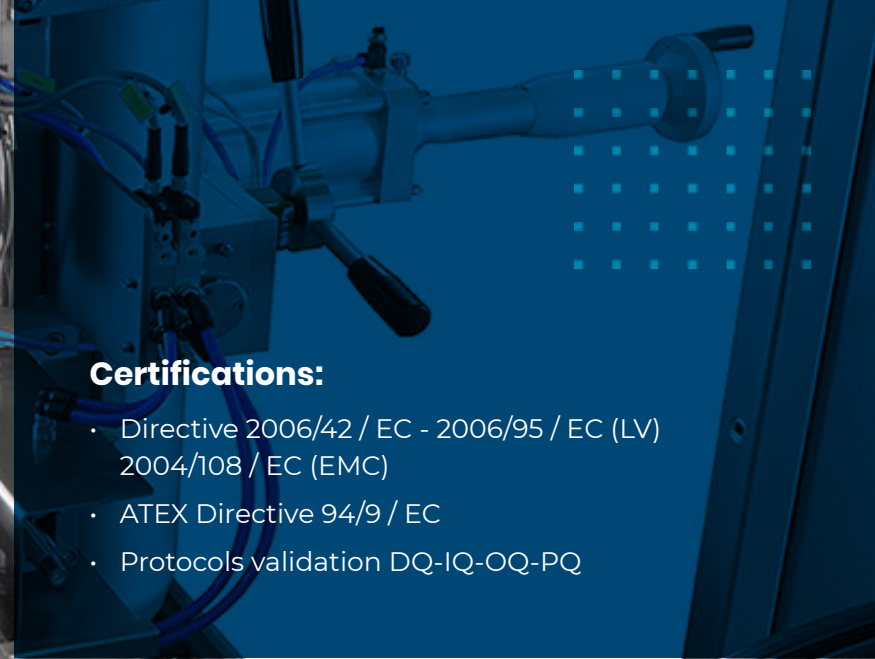 Certifications:
• Directive 2006/42 / EC - 2006/95 / EC (LV)
2004/108 / EC (EMC)
• ATEX Directive 94/9 / EC
• Protocols validation DQ-IQ-OQ-PQ